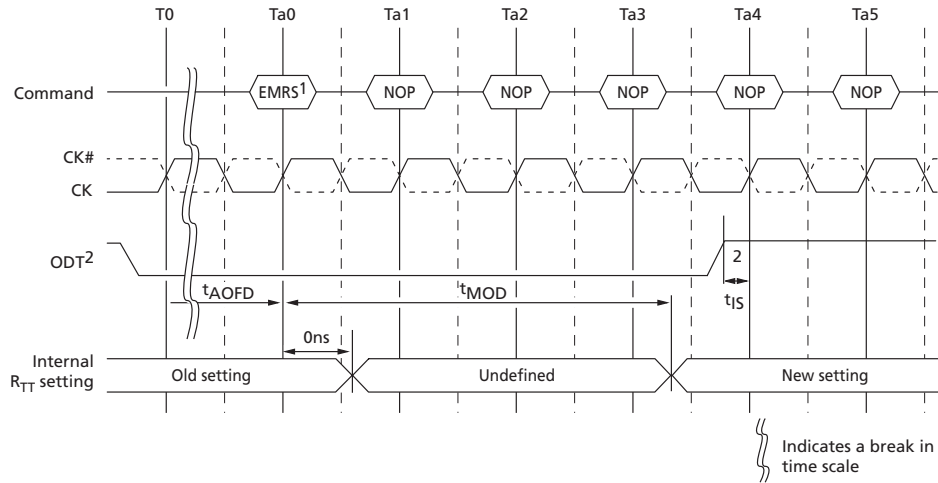 T0 Ta0 Ta1 Ta2 Ta3 Ta4 Ta5
Command EMRS1 NOP NOP NOP NOP NOP
CK#
CK
ODT2 2
tAOFD tMOD tIS
0ns
Internal
RTT setting Old setting Undefined New setting
Indicates a break in
time scale